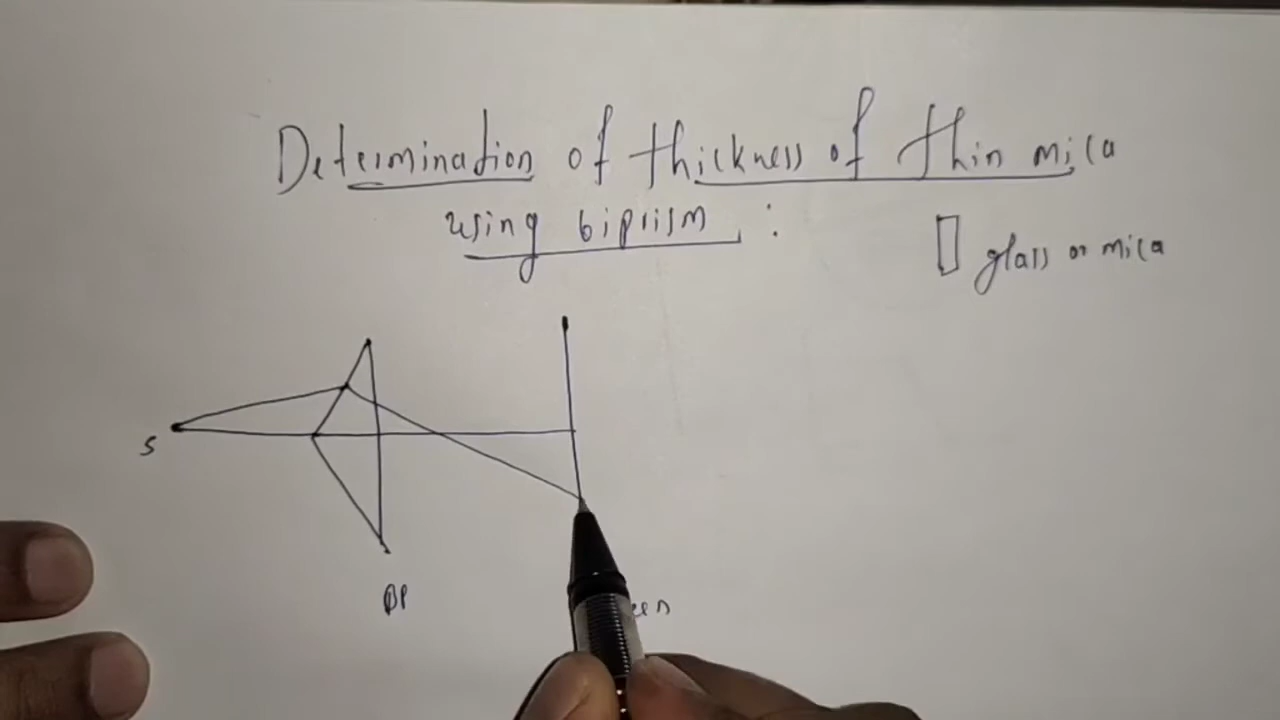 Determination of thickness of thin mica
using biprism :
glass or mica
S
BP